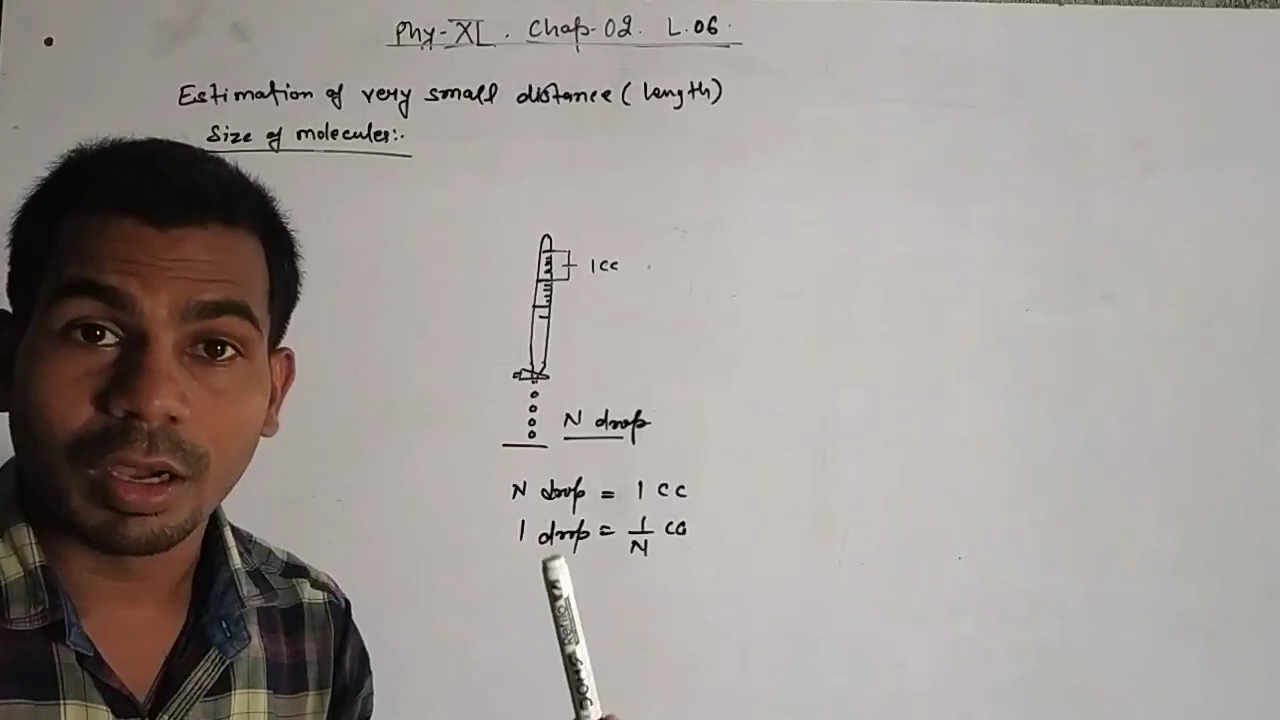 Phy-XI. Chap-02. L.06.
Estimation of very small distance (length)
Size of molecules:.
1cc
N drop
N drop = 1 cc
1 drop = 1/N cc